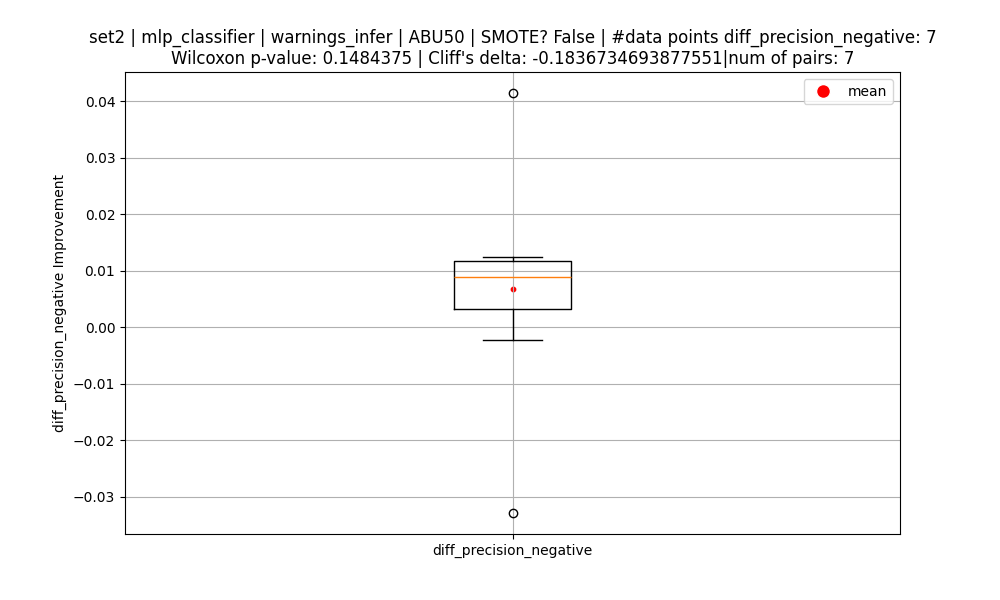 set2 | mlp_classifier | warnings_infer | ABU50 | SMOTE? False | #data points diff_precision_negative: 7
Wilcoxon p-value: 0.1484375 | Cliff's delta: -0.1836734693877551|num of pairs: 7
mean
0.04
0.03
0.02
0.01
0.00
−0.01
−0.02
−0.03
diff_precision_negative Improvement
diff_precision_negative